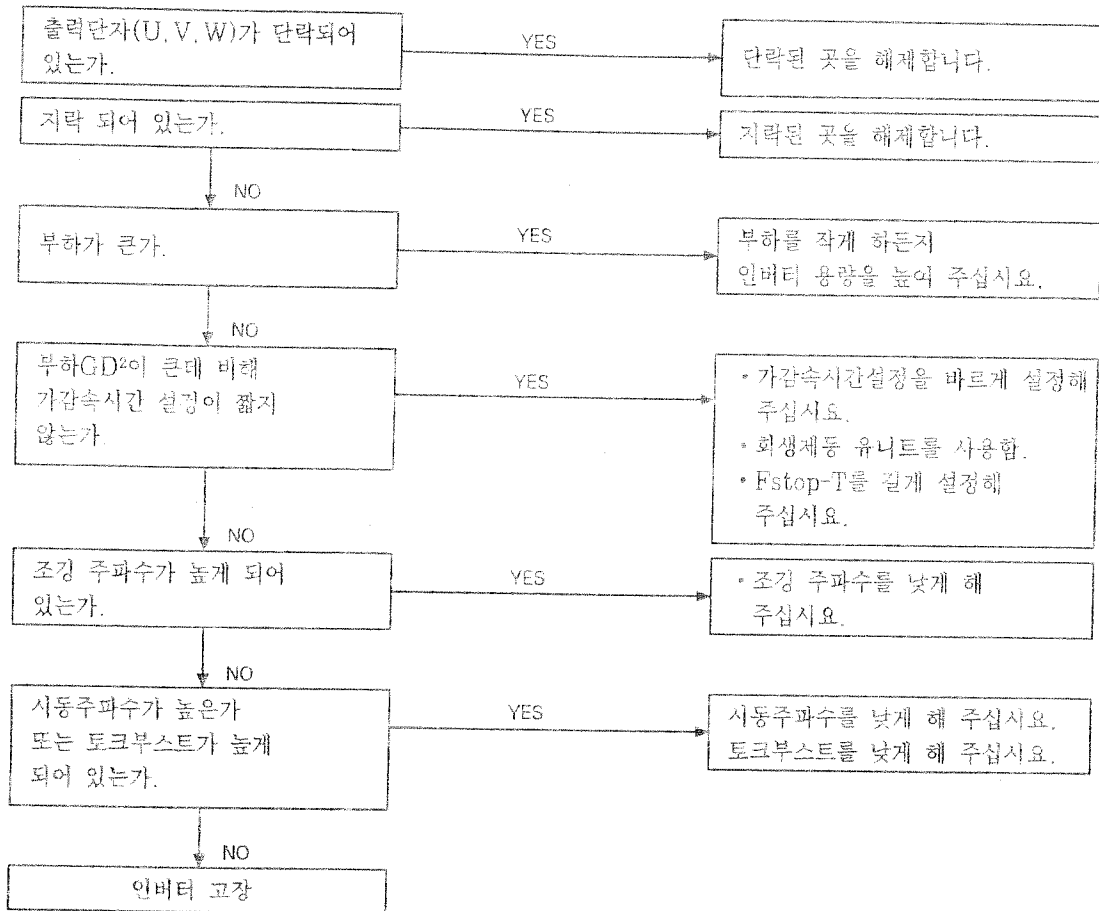 출력단자(U, V, W)가 단락되어
있는가.
YES
단락된 곳을 해제합니다.
지락 되어 있는가.
YES
지락된 곳을 해제합니다.
NO
부하가 큰가.
YES
부하를 작게 하든지
인버터 용량을 높여 주십시요.
NO
부하GD²이 큰데 비해
가감속시간 설정이 짧지
않는가.
YES
• 가감속시간설정을 바르게 설정해
주십시요.
• 회생제동 유니트를 사용함.
• Fstop-T를 길게 설정해
주십시요.
NO
조깅 주파수가 높게 되어
있는가.
YES
• 조깅 주파수를 낮게 해
주십시요.
NO
시동주파수가 높은가
또는 토크부스트가 높게
되어 있는가.
YES
시동주파수를 낮게 해 주십시요.
토크부스트를 낮게 해 주십시요.
NO
인버터 고장